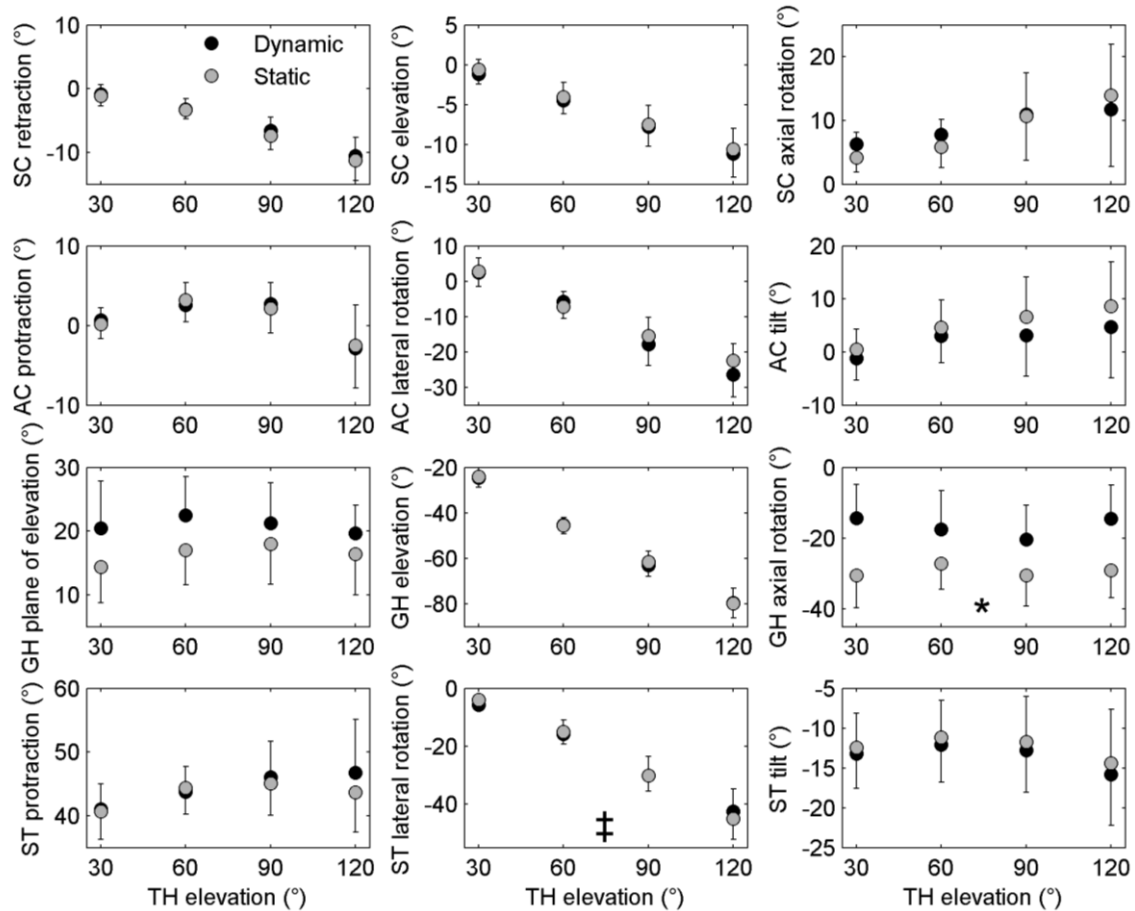 SC retraction (°)
10
0
-10
30 60 90 120
Dynamic
Static
SC elevation (°)
5
0
-5
-10
-15
30 60 90 120
SC axial rotation (°)
20
10
0
30 60 90 120
AC protraction (°)
10
0
-10
30 60 90 120
AC lateral rotation (°)
10
0
-10
-20
-30
30 60 90 120
AC tilt (°)
20
10
0
-10
30 60 90 120
GH plane of elevation (°)
30
20
10
30 60 90 120
GH elevation (°)
-20
-40
-60
-80
30 60 90 120
GH axial rotation (°)
0
-20
-40
30 60 90 120
*
ST protraction (°)
60
50
40
30 60 90 120
TH elevation (°)
ST lateral rotation (°)
0
-20
-40
30 60 90 120
‡
TH elevation (°)
ST tilt (°)
-5
-10
-15
-20
-25
30 60 90 120
TH elevation (°)